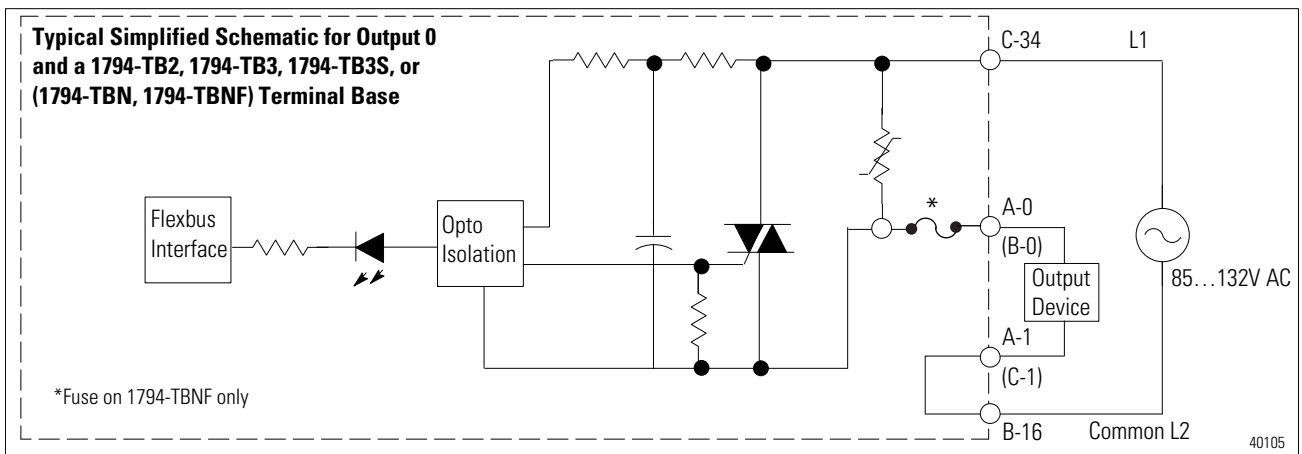 Typical Simplified Schematic for Output 0
and a 1794-TB2, 1794-TB3, 1794-TB3S, or
(1794-TBN, 1794-TBNF) Terminal Base
C-34
L1
Flexbus
Interface
Opto
Isolation
*
A-0
(B-0)
Output
Device
85…132V AC
A-1
(C-1)
*Fuse on 1794-TBNF only
B-16
Common L2
40105